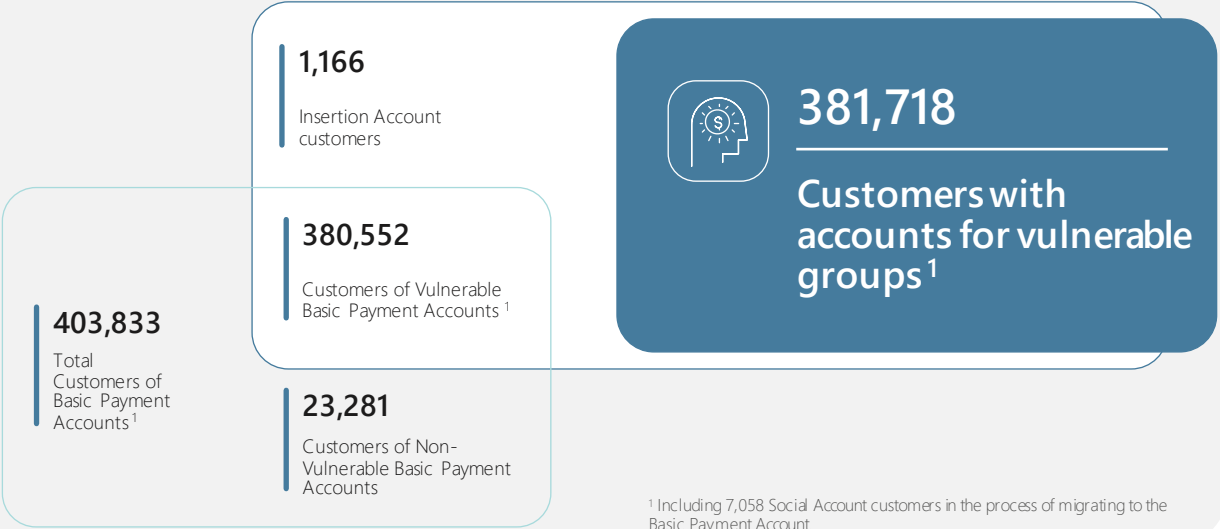 1,166
Insertion Account
customers
381,718
Customers with
accounts for vulnerable
groups ¹
380,552
Customers of Vulnerable
Basic Payment Accounts ¹
403,833
Total
Customers of
Basic Payment
Accounts ¹
23,281
Customers of Non-
Vulnerable Basic Payment
Accounts
¹ Including 7,058 Social Account customers in the process of migrating to the
Basic Payment Account
$